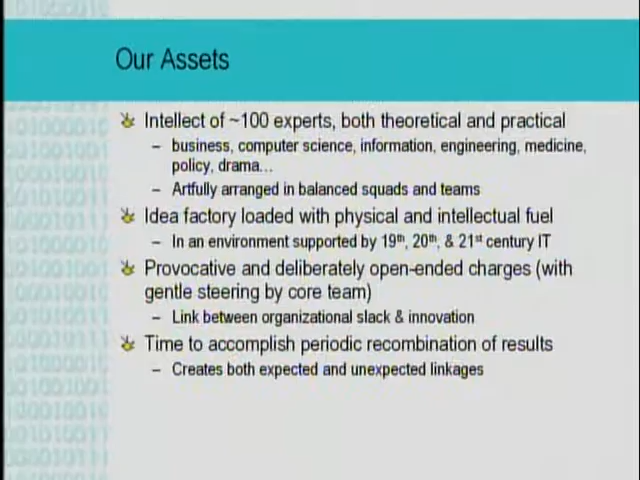 Our Assets
Intellect of ~100 experts, both theoretical and practical
– business, computer science, information, engineering, medicine,
policy, drama...
– Artfully arranged in balanced squads and teams
Idea factory loaded with physical and intellectual fuel
– In an environment supported by 19th, 20th, & 21st century IT
Provocative and deliberately open-ended charges (with
gentle steering by core team)
– Link between organizational slack & innovation
Time to accomplish periodic recombination of results
– Creates both expected and unexpected linkages